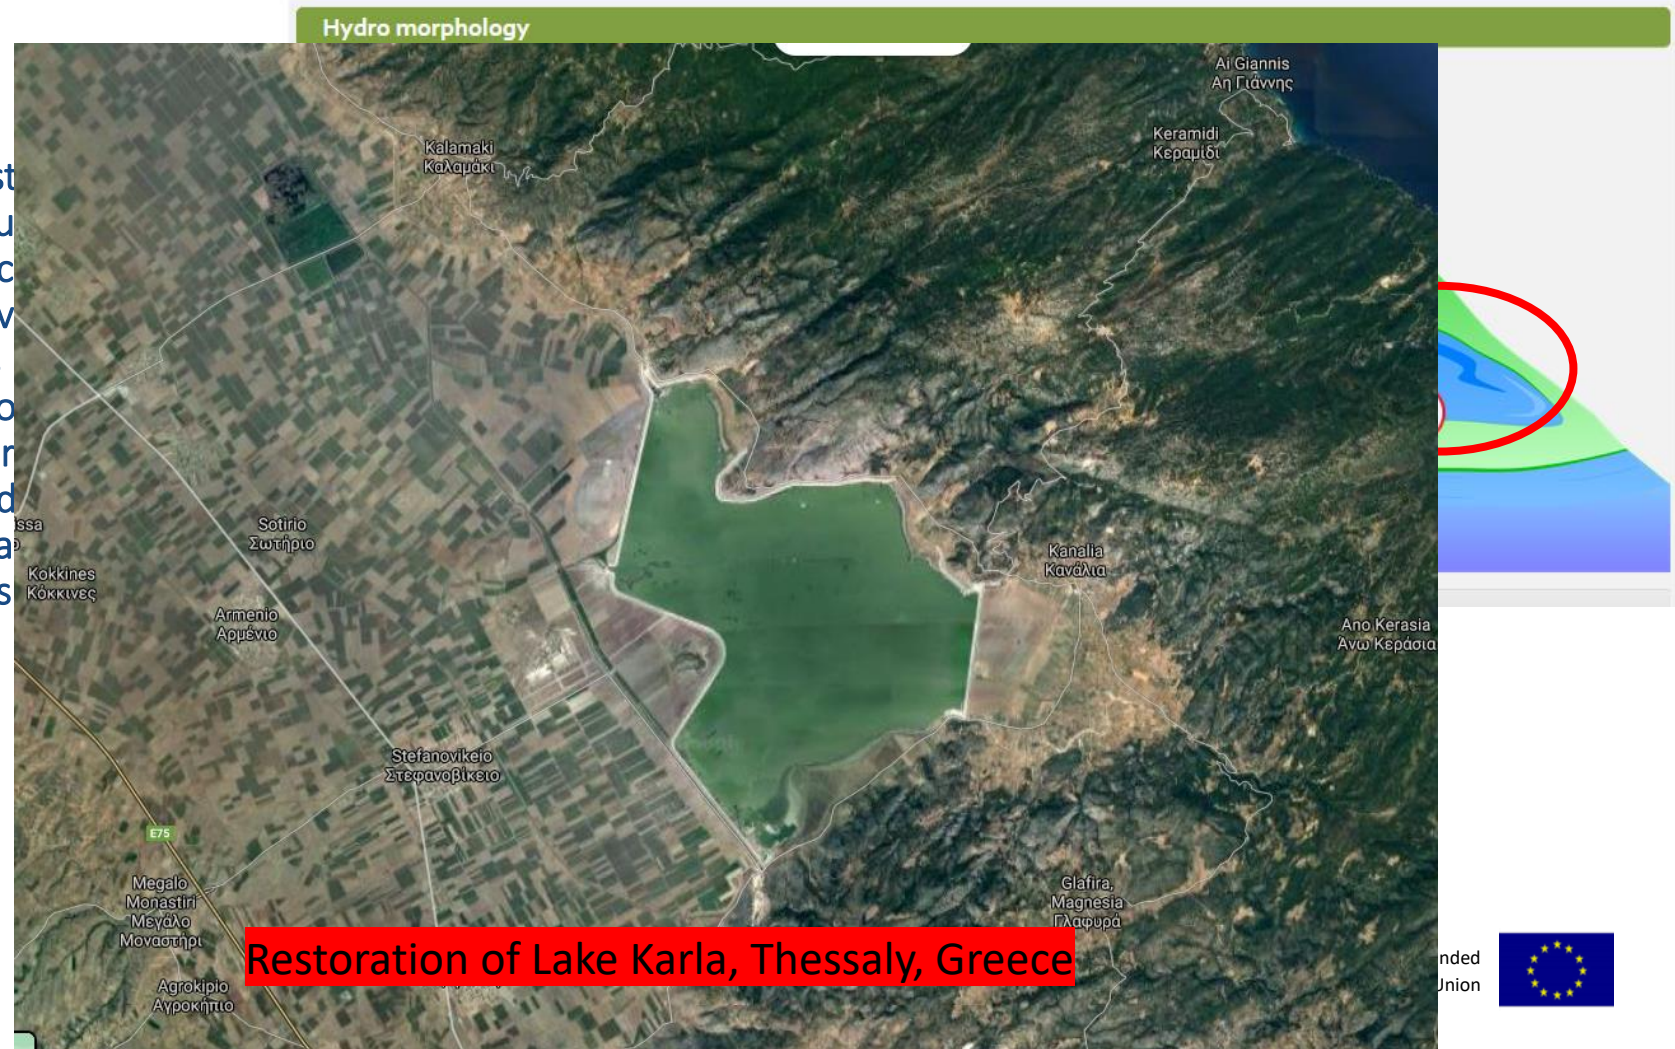 Hydro morphology
Ai Giannis
Αη Γιάννης
Keramidi
Κεραμίδι
Kalamaki
Καλαμάκι
Sotirio
Σωτήριο
Kokkines
Κόκκινες
Kanalia
Κανάλια
Armenio
Αρμένιο
Ano Kerasia
Άνω Κεράσια
Stefanovikeio
Στεφανοβίκειο
E75
Megalo
Monastiri
Μεγάλο
Μοναστήρι
Glafira,
Magnesia
Γλαφυρά
Restoration of Lake Karla, Thessaly, Greece
Agrokipio
Αγροκήπιο
nded
Union